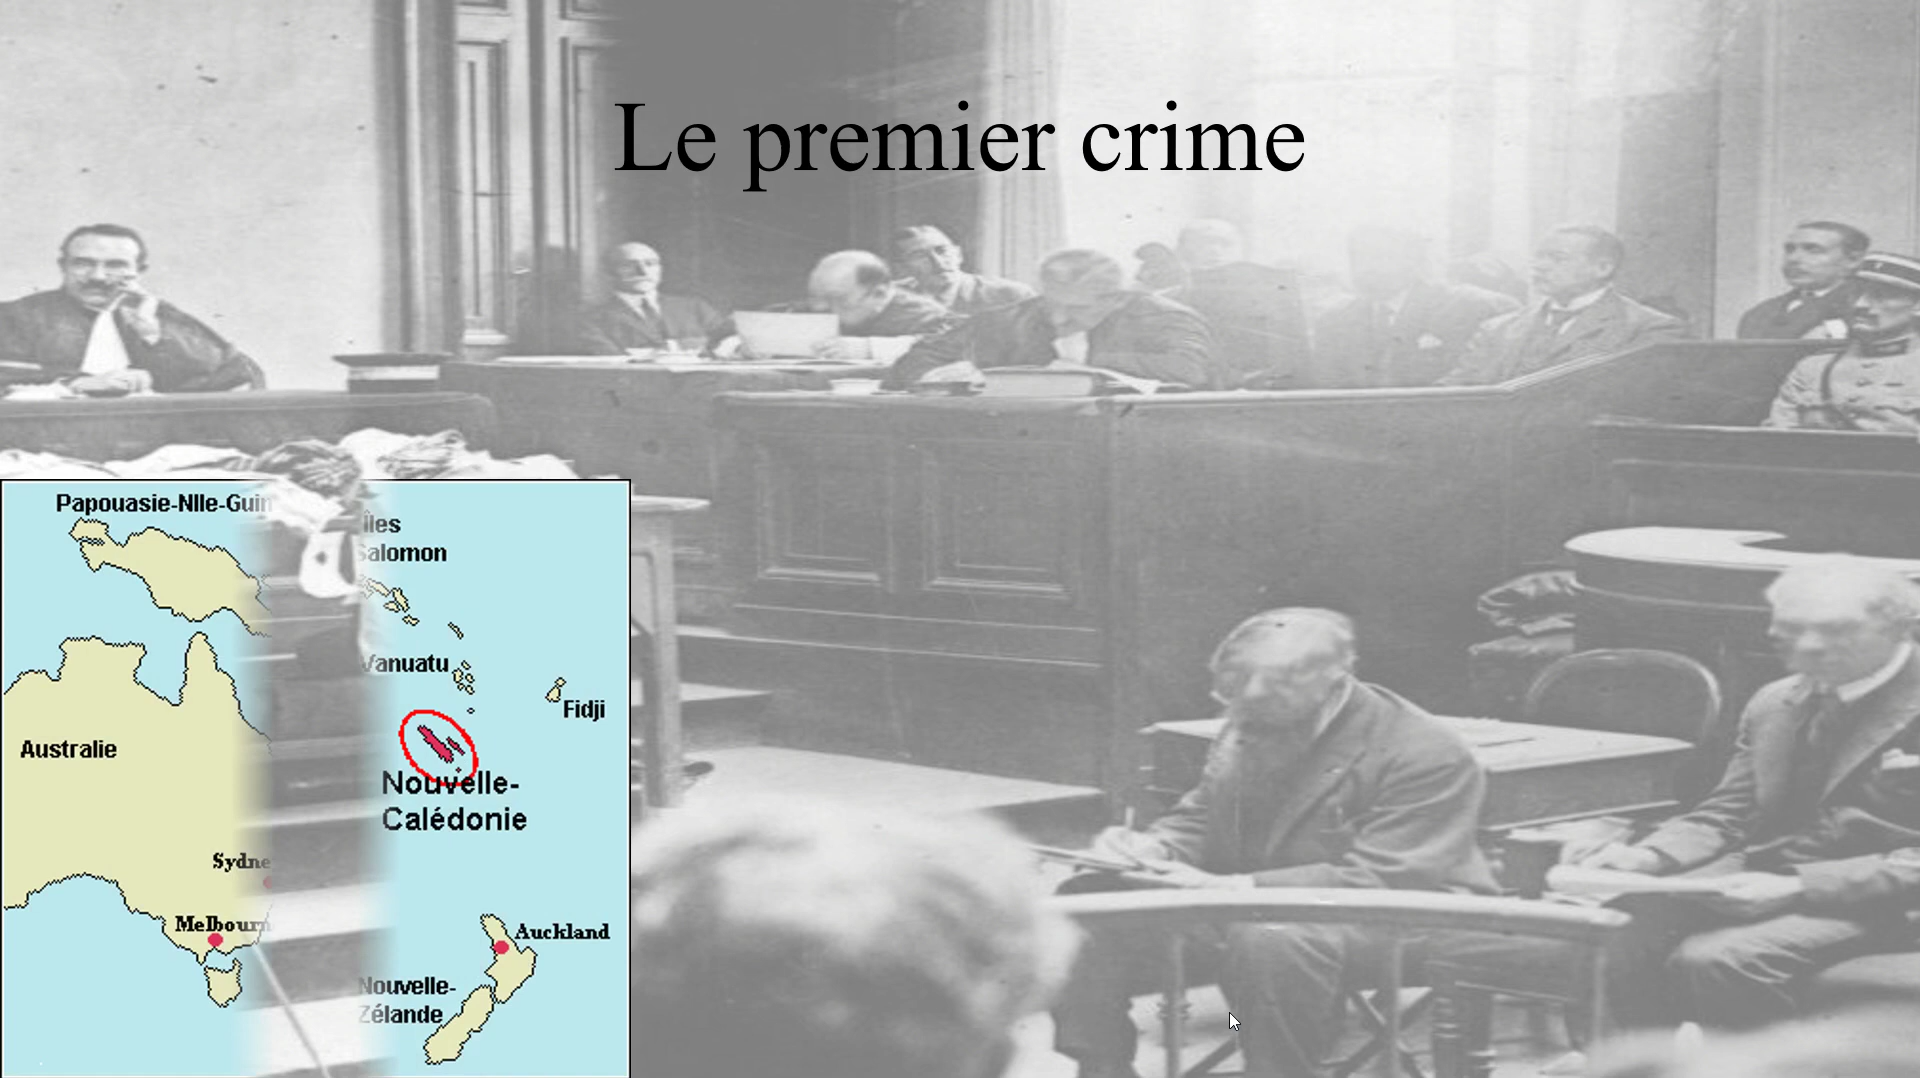 Le premier crime
Papouasie-Nlle-Guin
Îles
Salomon
Vanuatu
Fidji
Australie
Nouvelle-
Calédonie
Sydne
Melbourn
Auckland
Nouvelle-
Zélande